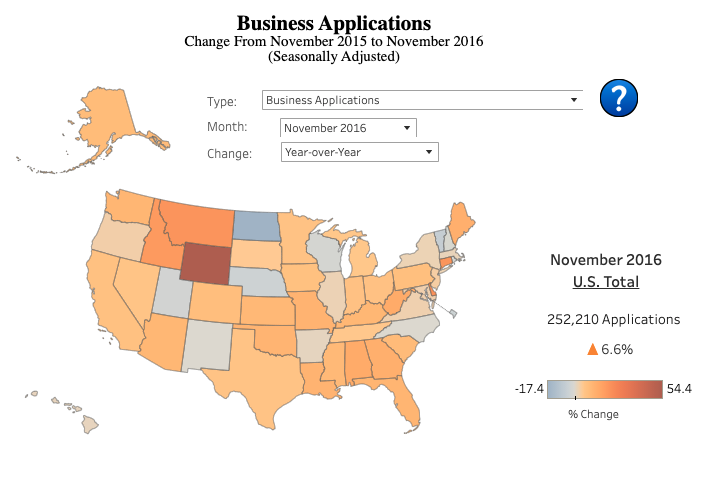 Business Applications
Change From November 2015 to November 2016
(Seasonally Adjusted)
Type: Business Applications
?
Month: November 2016
Change: Year-over-Year
November 2016
U.S. Total
252,210 Applications
6.6%
-17.4 54.4
% Change